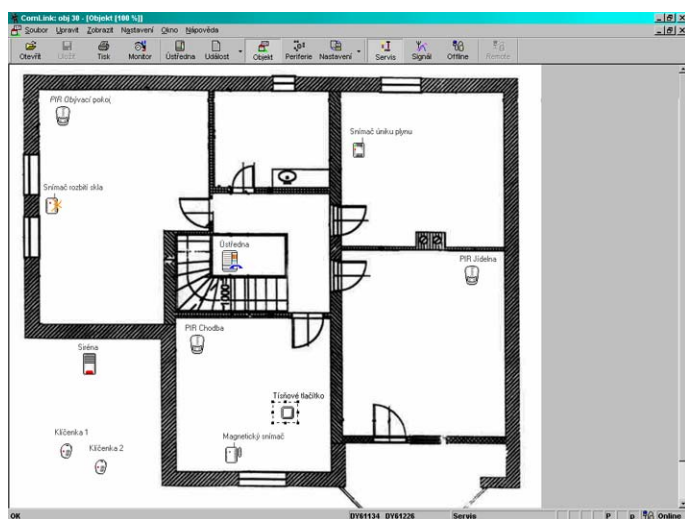 ComLink: obj 30 - [Objekt [100 %]]
Soubor Upravit Zobrazit Nastavení Okno Nápověda
Otevřít Uložit Tisk Monitor Ústředna Událost Objekt Periferie Nastavení Servis Signál Offline Remote
PIR Obývací pokoj
Snímač úniku plynu
Snímač rozbití skla
Ústředna
PIR Jídelna
1000
PIR Chodba
Siréna
Tísňové tlačítko
Klíčenka 1
Klíčenka 2
Magnetický snímač
OK DY61134 DY61226 Servis P p Online